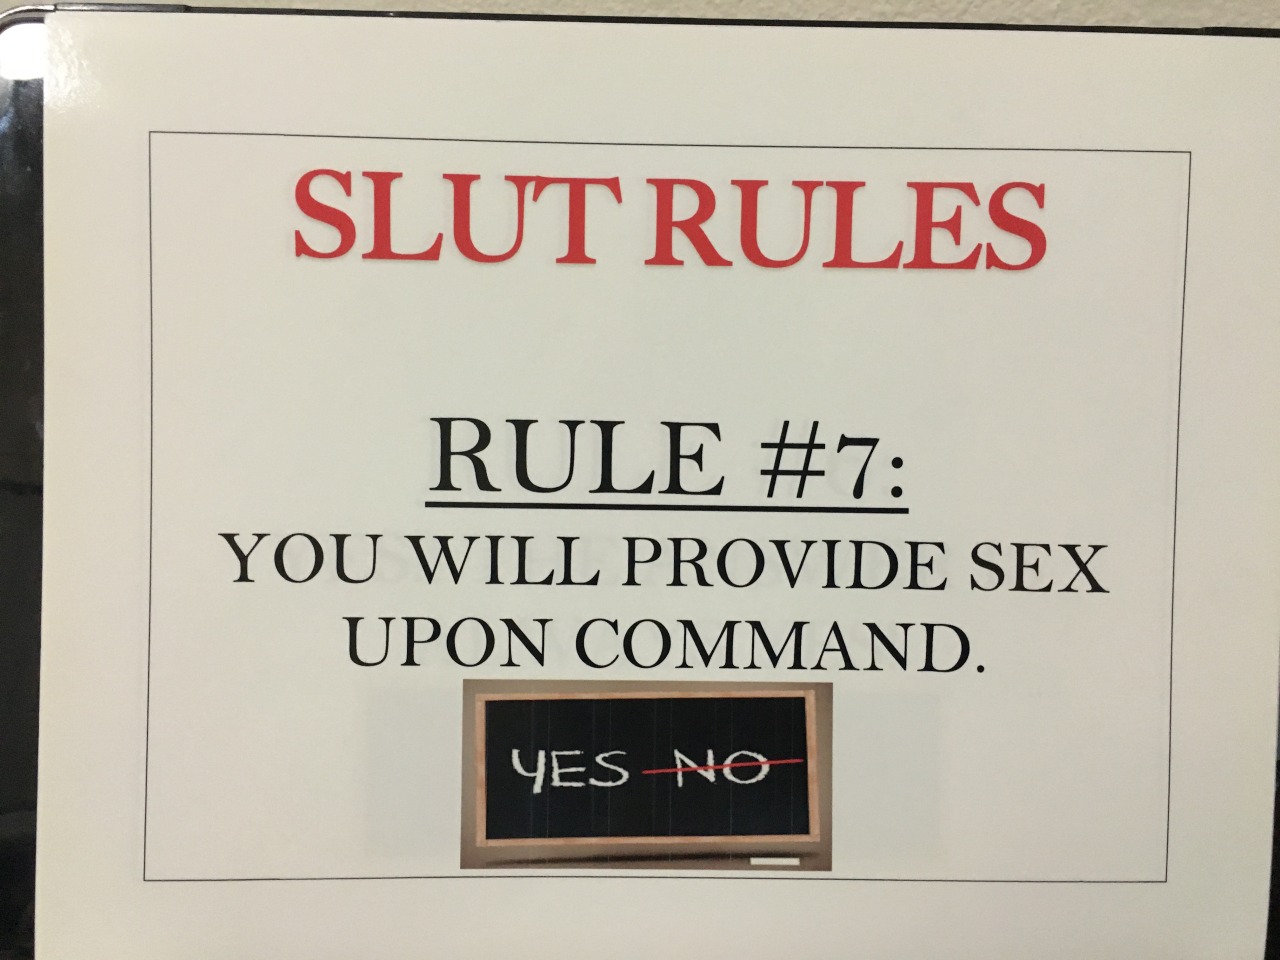 SLUT RULES
RULE #7:
YOU WILL PROVIDE SEX
UPON COMMAND.
YES NO